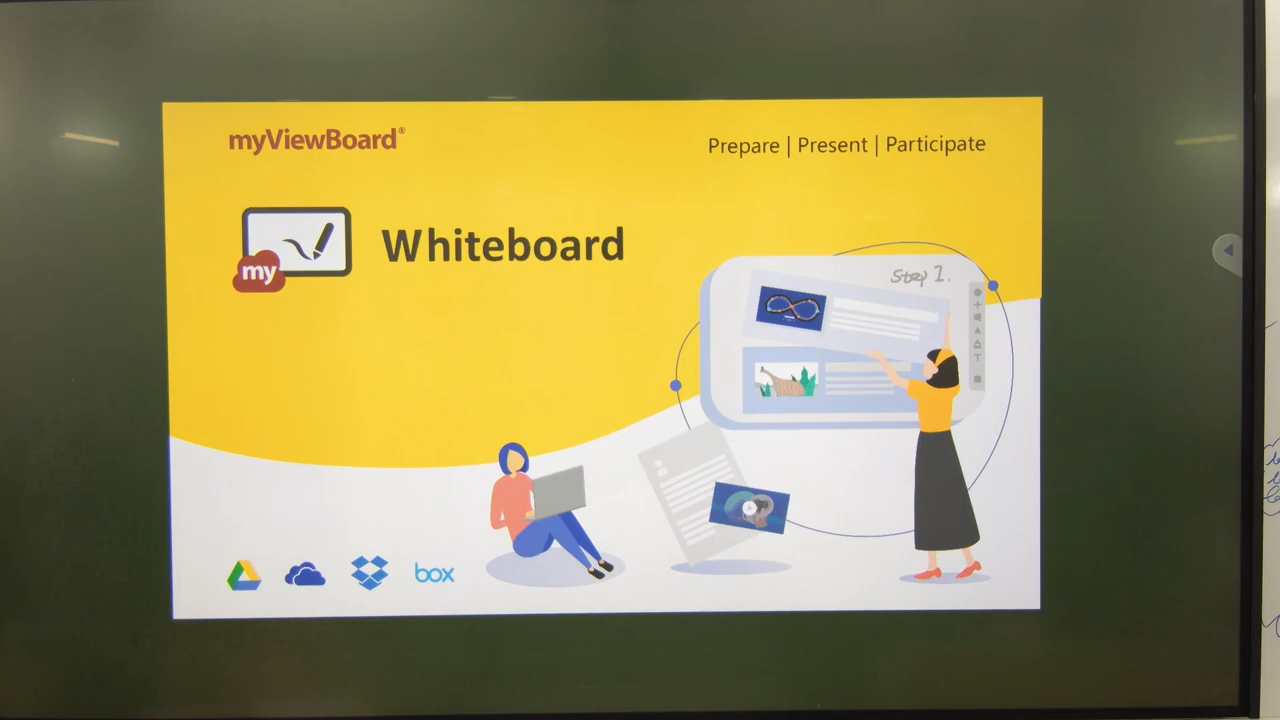 myViewBoard®
Prepare | Present | Participate
my
Whiteboard
Step 1.
T
box